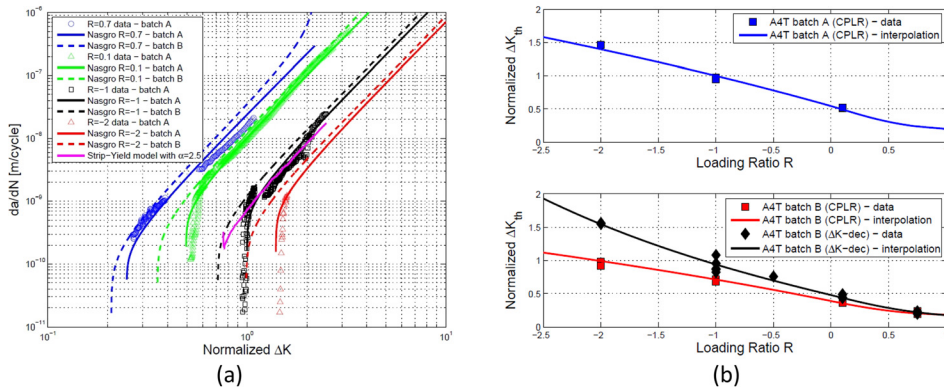 da/dN [m/cycle]
10⁻⁶
10⁻⁷
10⁻⁸
10⁻⁹
10⁻¹⁰
10⁻¹¹
R=0.7 data − batch A
Nasgro R=0.7 − batch A
Nasgro R=0.7 − batch B
R=0.1 data − batch A
Nasgro R=0.1 − batch A
Nasgro R=0.1 − batch B
R=−1 data − batch A
Nasgro R=−1 − batch A
Nasgro R=−1 − batch B
R=−2 data − batch A
Nasgro R=−2 − batch A
Nasgro R=−2 − batch B
Strip−Yield model with α=2.5
10⁻¹ 10⁰ 10¹
Normalized ΔK
(a)
Normalized ΔKth
2
1.5
1
0.5
0
A4T batch A (CPLR) − data
A4T batch A (CPLR) − interpolation
−2.5 −2 −1.5 −1 −0.5 0 0.5
Loading Ratio R
Normalized ΔKth
2
1.5
1
0.5
0
A4T batch B (CPLR) − data
A4T batch B (CPLR) − interpolation
A4T batch B (ΔK−dec) − data
A4T batch B (ΔK−dec) − interpolation
−2.5 −2 −1.5 −1 −0.5 0 0.5
Loading Ratio R
(b)